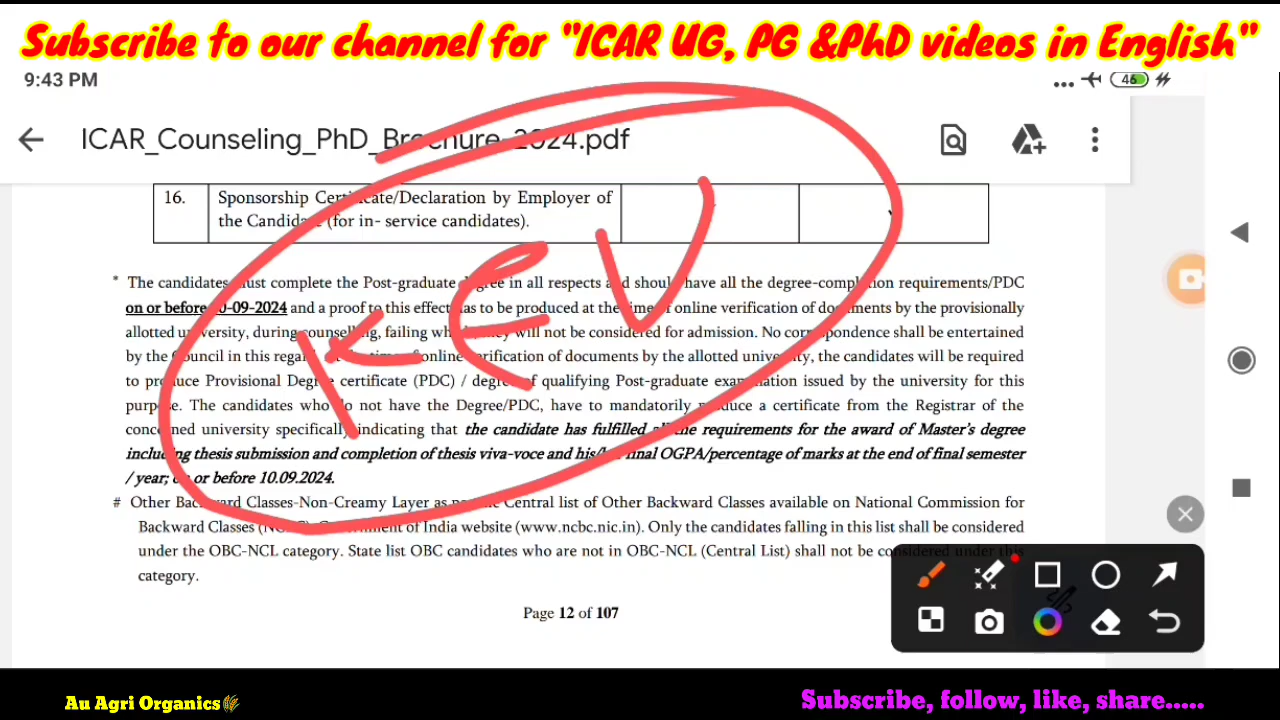 Subscribe to our channel for "ICAR UG, PG &PhD videos in English"
9:43 PM
46
ICAR_Counseling_PhD_Brochure-2024.pdf
16. Sponsorship Certificate/Declaration by Employer of
the Candidate (for in- service candidates).
* The candidates must complete the Post-graduate degree in all respects and should have all the degree-completion requirements/PDC
on or before 10-09-2024 and a proof to this effect has to be produced at the time of online verification of documents by the provisionally
allotted university, during counselling, failing which they will not be considered for admission. No correspondence shall be entertained
by the Council in this regard. At the time of online verification of documents by the allotted university, the candidates will be required
to produce Provisional Degree certificate (PDC) / degree of qualifying Post-graduate examination issued by the university for this
purpose. The candidates who do not have the Degree/PDC, have to mandatorily produce a certificate from the Registrar of the
concerned university specifically indicating that the candidate has fulfilled all the requirements for the award of Master's degree
including thesis submission and completion of thesis viva-voce and his/her final OGPA/percentage of marks at the end of final semester
/ year; on or before 10.09.2024.
# Other Backward Classes-Non-Creamy Layer as per the Central list of Other Backward Classes available on National Commission for
Backward Classes (NCBC), Government of India website (www.ncbc.nic.in). Only the candidates falling in this list shall be considered
under the OBC-NCL category. State list OBC candidates who are not in OBC-NCL (Central List) shall not be considered under this
category.
KEV
Page 12 of 107
Au Agri Organics
Subscribe, follow, like, share.....